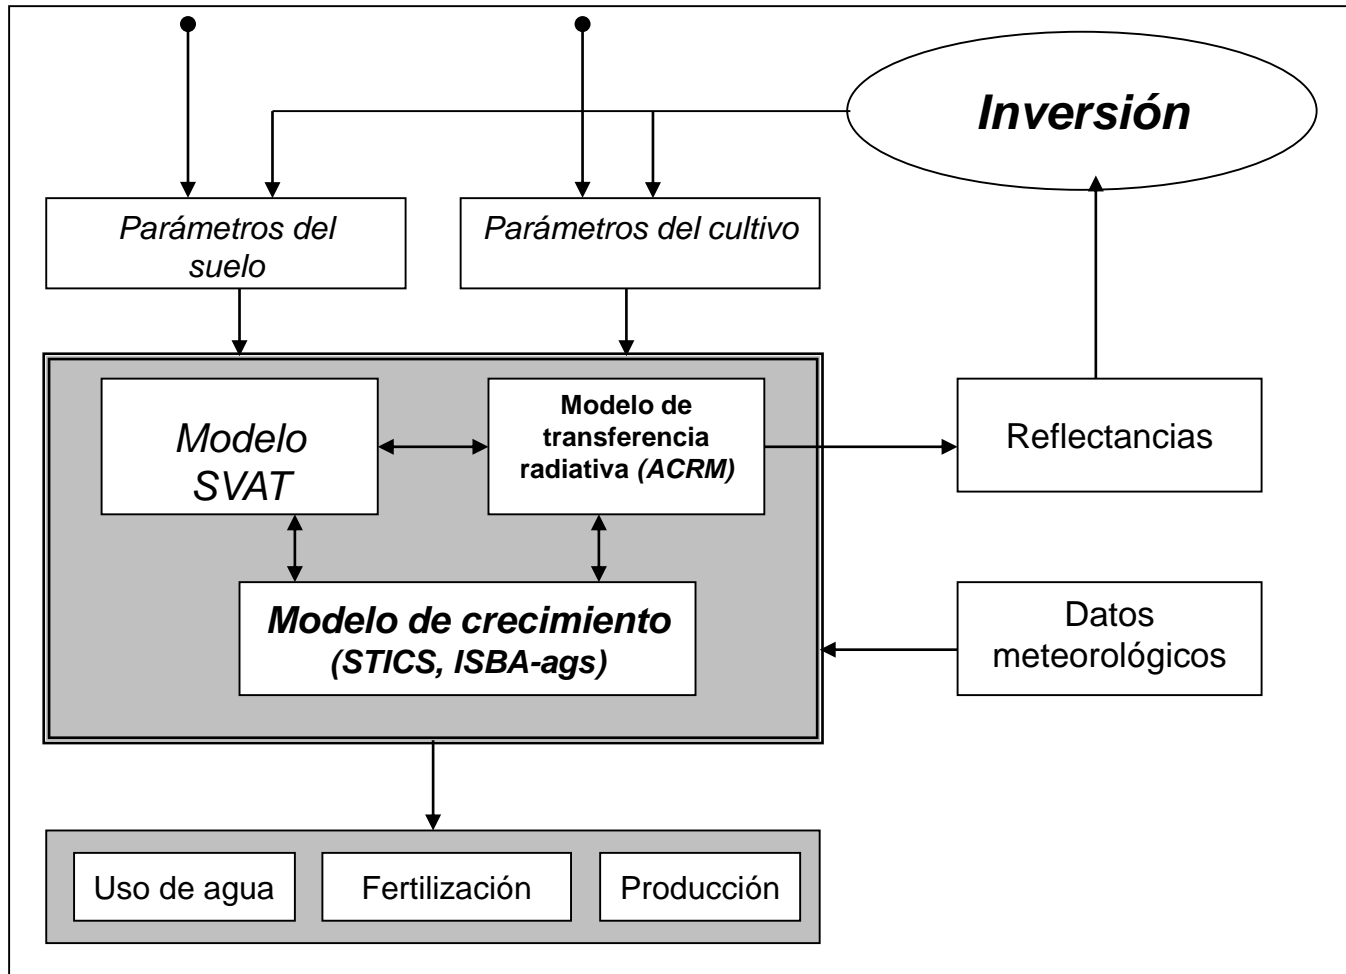 Inversión
Parámetros del
suelo
Parámetros del cultivo
Modelo
SVAT
Modelo de
transferencia
radiativa (ACRM)
Reflectancias
Modelo de crecimiento
(STICS, ISBA-ags)
Datos
meteorológicos
Uso de agua
Fertilización
Producción